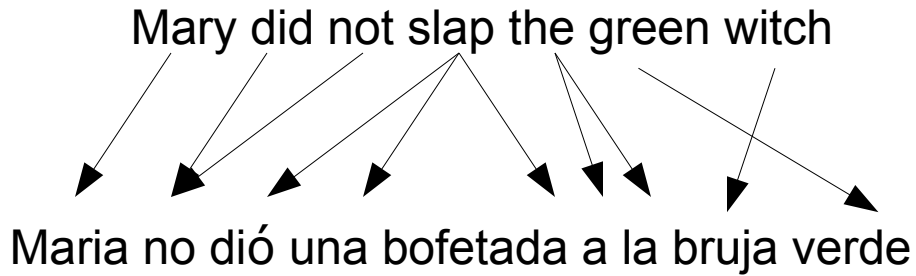 Mary did not slap the green witch
Maria no dió una bofetada a la bruja verde